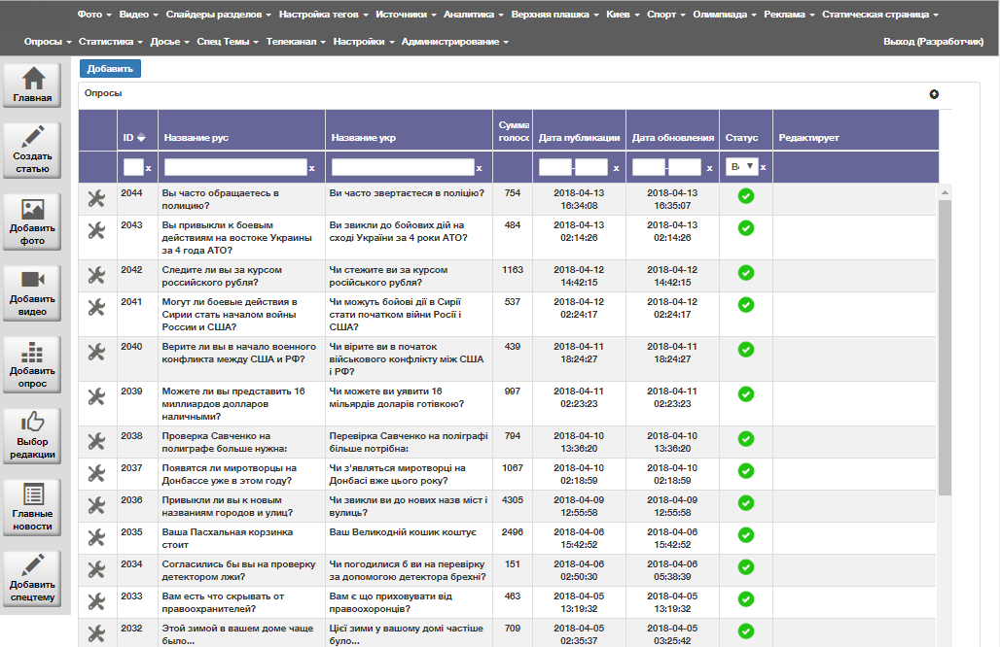 Фото Видео Слайдеры разделов Настройка тегов Источники Аналитика Верхняя плашка Киев Спорт Олимпиада Реклама Статическая страница
Опросы Статистика Досье Спец Темы Телеканал Настройки Администрирование Выход (Разработчик)
Главная
Создать
статью
Добавить
фото
Добавить
видео
Добавить
опрос
Выбор
редакции
Главные
новости
Добавить
спецтему
Добавить
Опросы
ID Название рус Название укр Сумма голосо Дата публикации Дата обновления Статус Редактирует
x x x - x - x Вс x
2044 Вы часто обращаетесь в Ви часто звертаєтеся в поліцію? 754 2018-04-13 2018-04-13
полицию? 16:34:08 16:35:07
2043 Вы привыкли к боевым Ви звикли до бойових дій на 484 2018-04-13 2018-04-13
действиям на востоке Украины сході України за 4 роки АТО? 02:14:26 02:14:26
за 4 года АТО?
2042 Следите ли вы за курсом Чи стежите ви за курсом 1163 2018-04-12 2018-04-12
российского рубля? російського рубля? 14:42:15 14:42:15
2041 Могут ли боевые действия в Чи можуть бойові дії в Сирії 537 2018-04-12 2018-04-12
Сирии стать началом войны стати початком війни Росії і 02:24:17 02:24:17
России и США? США?
2040 Верите ли вы в начало военного Чи вірите ви в початок 439 2018-04-11 2018-04-11
конфликта между США и РФ? військового конфлікту між США 18:24:27 18:24:27
і РФ?
2039 Можете ли вы представить 16 Чи можете ви уявити 16 997 2018-04-11 2018-04-11
миллиардов долларов мільярдів доларів готівкою? 02:23:23 02:23:23
наличными?
2038 Проверка Савченко на Перевірка Савченко на поліграфі 794 2018-04-10 2018-04-10
полиграфе больше нужна: більше потрібна: 13:36:20 13:36:20
2037 Появятся ли миротворцы на Чи з'являться миротворці на 1067 2018-04-10 2018-04-10
Донбассе уже в этом году? Донбасі вже цього року? 02:18:59 02:18:59
2036 Привыкли ли вы к новым Чи звикли ви до нових назв міст і 4305 2018-04-09 2018-04-09
названиям городов и улиц? вулиць? 12:55:58 12:55:58
2035 Ваша Пасхальная корзинка Ваш Великодній кошик коштує 2496 2018-04-06 2018-04-06
стоит 15:42:52 15:42:52
2034 Согласились бы вы на проверку Чи погодилися б ви на перевірку 151 2018-04-06 2018-04-06
детектором лжи? за допомогою детектора брехні? 02:50:30 05:38:39
2033 Вам есть что скрывать от Вам є що приховувати від 463 2018-04-05 2018-04-05
правоохранителей? правоохоронців? 13:19:32 13:19:32
2032 Этой зимой в вашем доме чаще Цієї зими у вашому домі частіше 709 2018-04-05 2018-04-05
было... було... 02:35:37 03:25:42